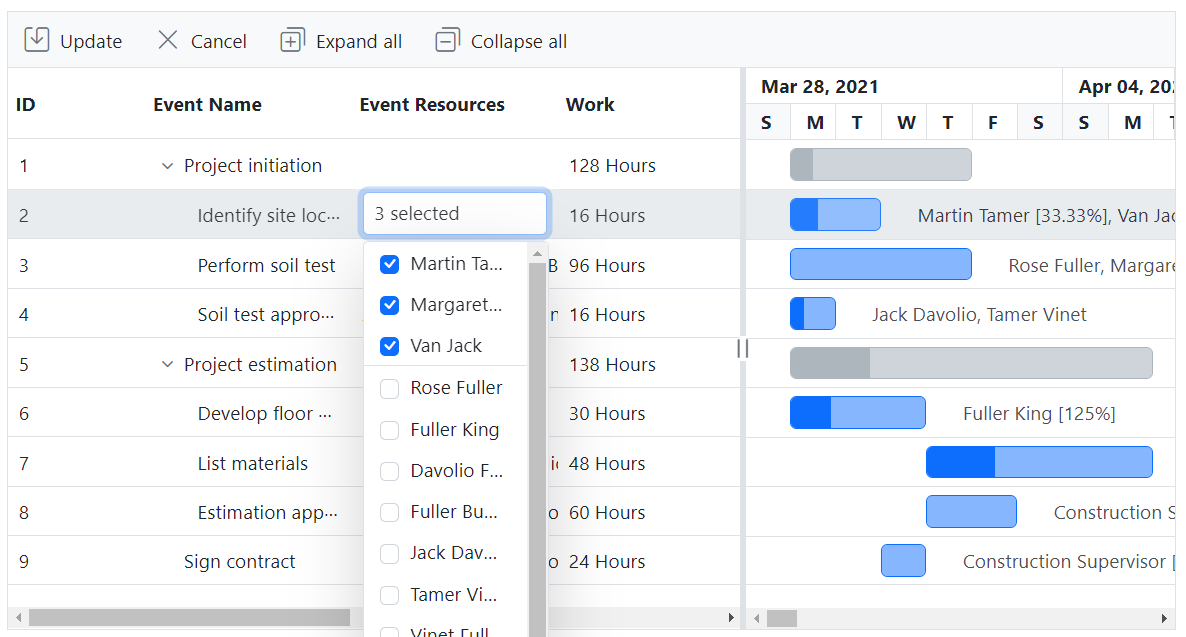 Update Cancel Expand all Collapse all
ID Event Name Event Resources Work Mar 28, 2021 Apr 04,
S M T W T F S S M
1 Project initiation 128 Hours
2 Identify site loc... 3 selected 16 Hours Martin Tamer [33.33%], Van
3 Perform soil test Martin Ta... B 96 Hours Rose Fuller,
4 Soil test appro... Margaret... 16 Hours Jack Davolio, Tamer Vinet
Van Jack
5 Project estimation Rose Fuller 138 Hours
6 Develop floor ... Fuller King 30 Hours Fuller King [125%]
7 List materials Davolio F... 48 Hours
8 Estimation app... Fuller Bu... 60 Hours Construction
9 Sign contract Jack Dav... 24 Hours Construction Supervisor [
Tamer Vi...
Vinet Full